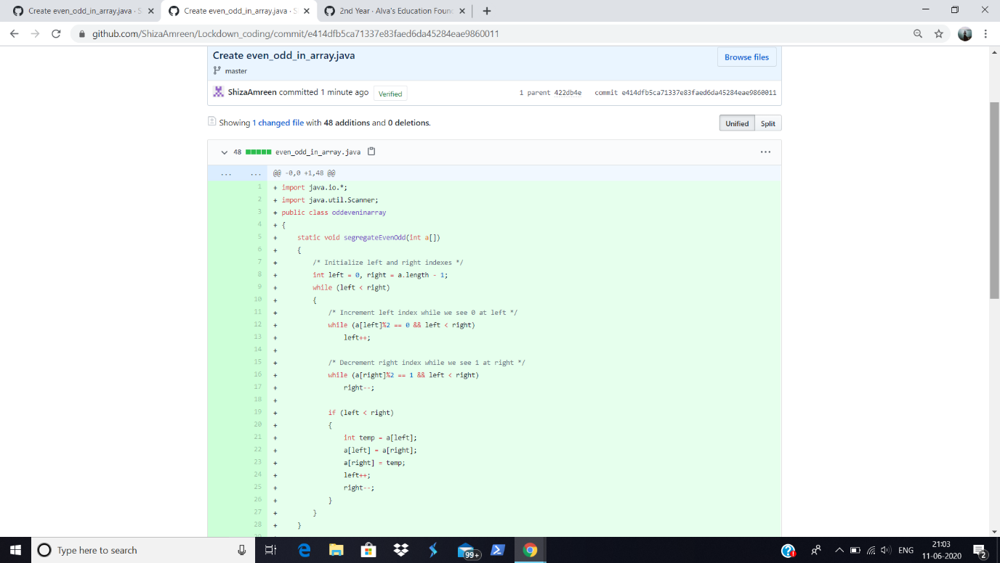 Create even_odd_in_array.java · S
Create even_odd_in_array.java · S
2nd Year · Alva's Education Foun
github.com/ShizaAmreen/Lockdown_coding/commit/e414dfb5ca71337e83faed6da45284eae9860011
Create even_odd_in_array.java
Browse files
master
ShizaAmreen committed 1 minute ago Verified
1 parent 422db4e commit e414dfb5ca71337e83faed6da45284eae9860011
Showing 1 changed file with 48 additions and 0 deletions.
Unified Split
48 even_odd_in_array.java
... ... @@ -0,0 +1,48 @@
1 + import java.io.*;
2 + import java.util.Scanner;
3 + public class oddeveninarray
4 + {
5 + static void segregateEvenOdd(int a[])
6 + {
7 + /* Initialize left and right indexes */
8 + int left = 0, right = a.length - 1;
9 + while (left < right)
10 + {
11 + /* Increment left index while we see 0 at left */
12 + while (a[left]%2 == 0 && left < right)
13 + left++;
14 +
15 + /* Decrement right index while we see 1 at right */
16 + while (a[right]%2 == 1 && left < right)
17 + right--;
18 +
19 + if (left < right)
20 + {
21 + int temp = a[left];
22 + a[left] = a[right];
23 + a[right] = temp;
24 + left++;
25 + right--;
26 + }
27 + }
28 + }
Type here to search
99+
ENG
21:03
11-06-2020
2